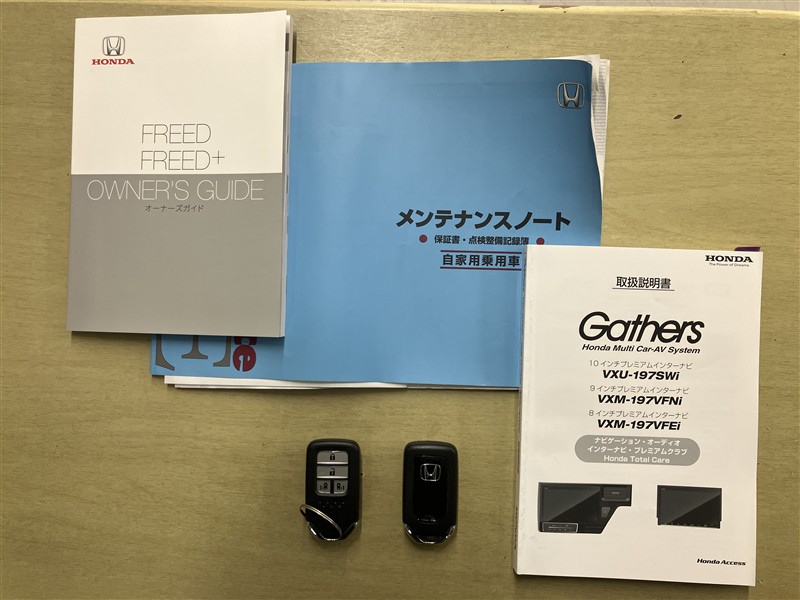 HONDA
FREED
FREED+
OWNER'S GUIDE
オーナーズガイド
メンテナンスノート
● 保証書・点検整備記録簿 ●
自家用乗用車
HONDA
The Power of Dreams
取扱説明書
Gathers
Honda Multi Car-AV System
10インチプレミアムインターナビ
VXU-197SWi
9インチプレミアムインターナビ
VXM-197VFNi
8インチプレミアムインターナビ
VXM-197VFEi
ナビゲーション・オーディオ
インターナビ・プレミアムクラブ
Honda Total Care
Honda Access